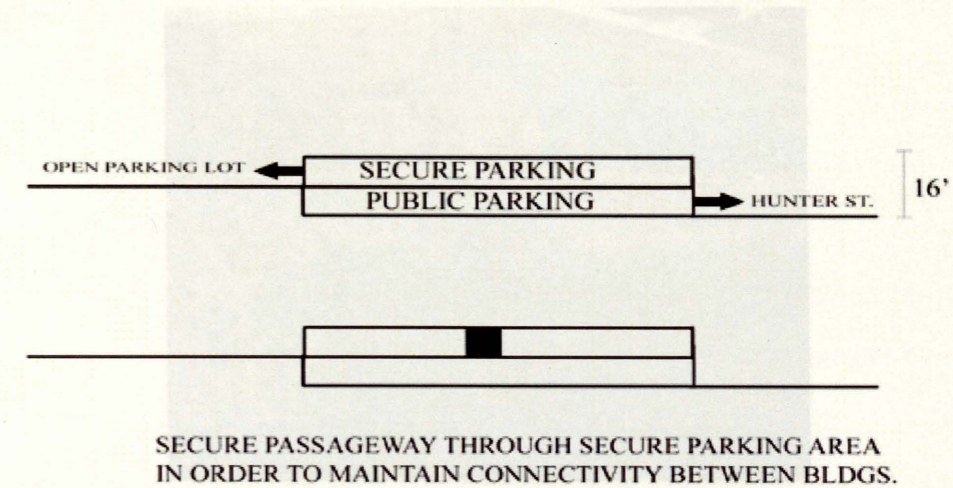 OPEN PARKING LOT
SECURE PARKING
PUBLIC PARKING
HUNTER ST.
16'
SECURE PASSAGEWAY THROUGH SECURE PARKING AREA
IN ORDER TO MAINTAIN CONNECTIVITY BETWEEN BLDGS.